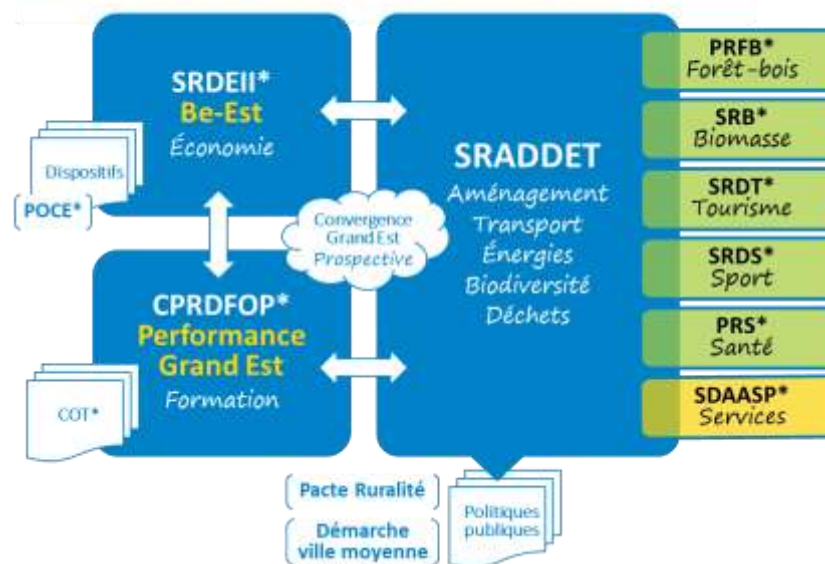 SRDEII*
Be-Est
Économie
Dispositifs
POCE*
CPRDFOP*
Performance
Grand Est
Formation
COT*
Convergence
Grand Est
Prospective
SRADDET
Aménagement
Transport
Énergies
Biodiversité
Déchets
PRFB*
Forêt-bois
SRB*
Biomasse
SRDT*
Tourisme
SRDS*
Sport
PRS*
Santé
SDAASP*
Services
Pacte Ruralité
Démarche
ville moyenne
Politiques
publiques